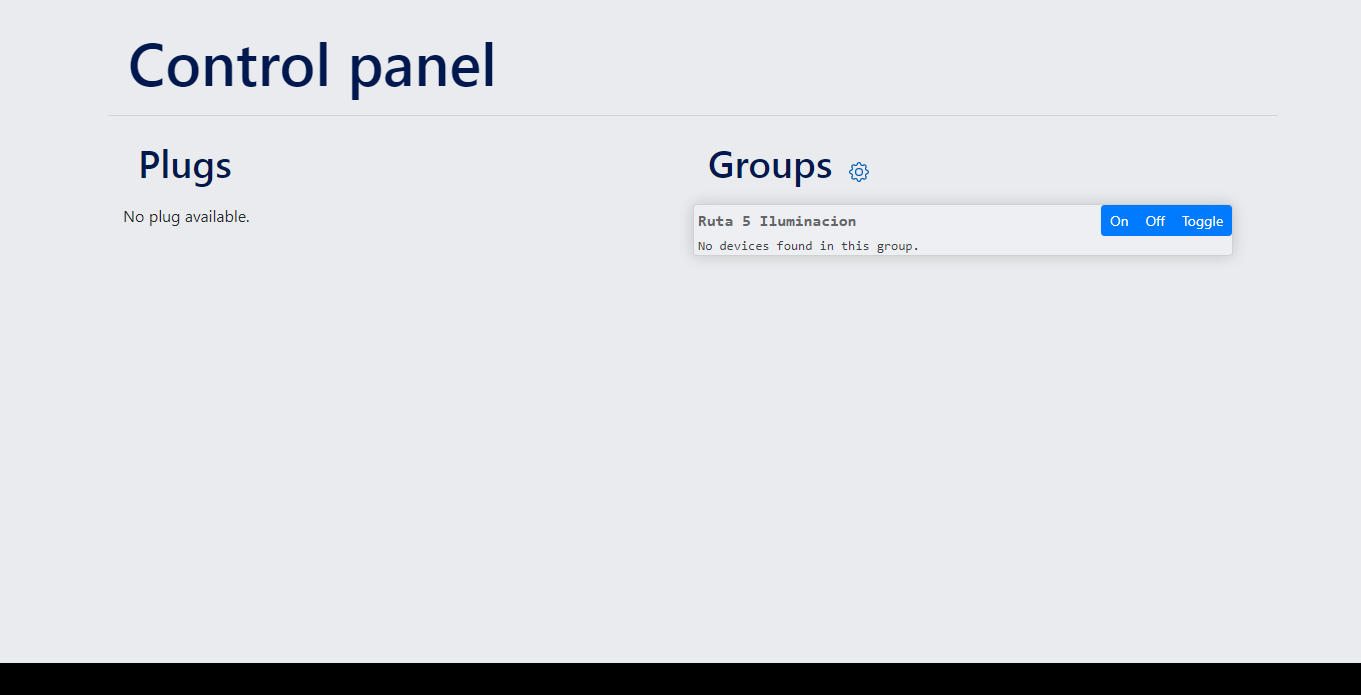 Control panel
Plugs
No plug available.
Groups
Ruta 5 Iluminacion
On Off Toggle
No devices found in this group.